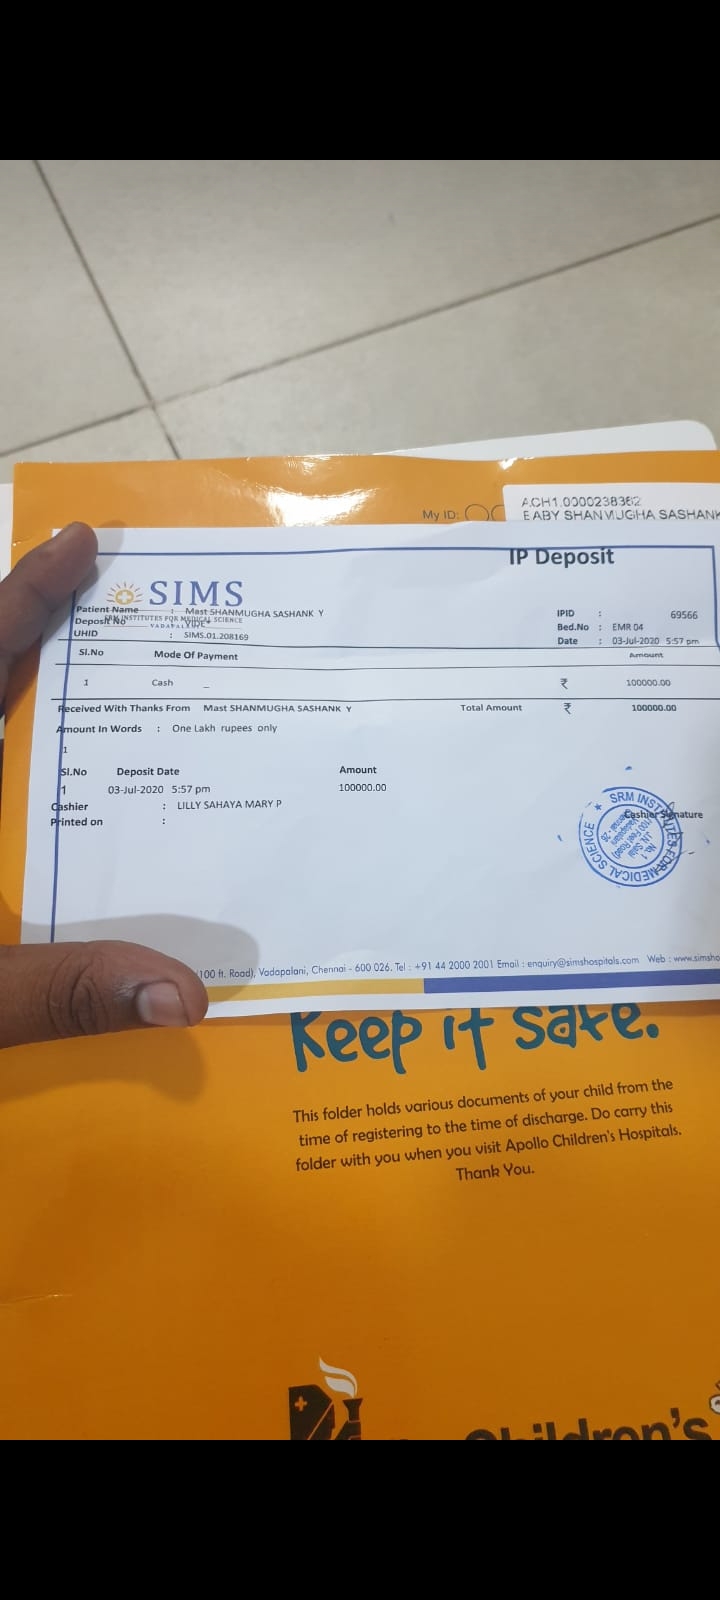 My ID:
ACH1.0000238362
BABY SHANMUGHA SASHANK
IP Deposit
SIMS
SRM INSTITUTES FOR MEDICAL SCIENCE
VADAPALANI
Patient Name : Mast SHANMUGHA SASHANK Y
Deposit No
UHID : SIMS.01.208169
IPID : 69566
Bed.No : EMR 04
Date : 03-Jul-2020 5:57 pm
Sl.No Mode Of Payment Amount
1 Cash _ ₹ 100000.00
Received With Thanks From Mast SHANMUGHA SASHANK Y Total Amount ₹ 100000.00
Amount In Words : One Lakh rupees only
1
Sl.No Deposit Date Amount
1 03-Jul-2020 5:57 pm 100000.00
Cashier : LILLY SAHAYA MARY P
Printed on :
Cashier Signature
SRM INSTITUTES FOR MEDICAL SCIENCE
(100 ft. Road), Vadapalani, Chennai - 600 026. Tel : +91 44 2000 2001 Email : enquiry@simshospitals.com Web : www.simsho
Keep it safe.
This folder holds various documents of your child from the
time of registering to the time of discharge. Do carry this
folder with you when you visit Apollo Children's Hospitals.
Thank You.
Children's